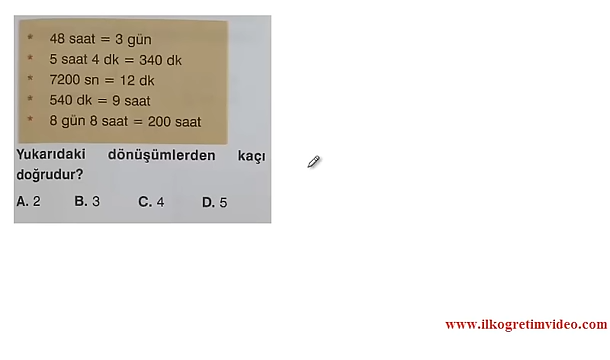 * 48 saat = 3 gün
* 5 saat 4 dk = 340 dk
* 7200 sn = 12 dk
* 540 dk = 9 saat
* 8 gün 8 saat = 200 saat
Yukarıdaki dönüşümlerden kaçı
doğrudur?
A. 2 B. 3 C. 4 D. 5
www.ilkogretimvideo.com